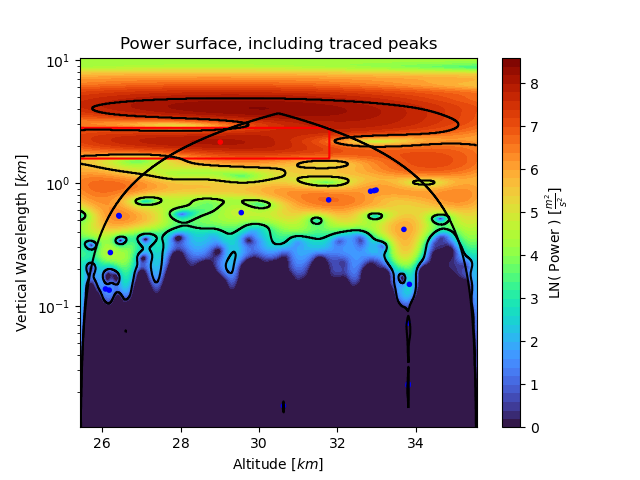 Power surface, including traced peaks
Vertical Wavelength [km]
10¹
10⁰
10⁻¹
26 28 30 32 34
Altitude [km]
8
7
6
5
4
3
2
1
0
LN( Power ) [m²/s²]